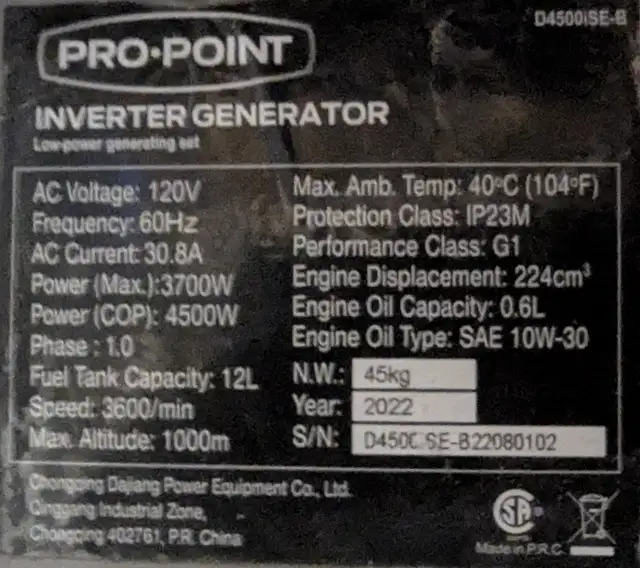 D4500iSE-B
PRO·POINT
INVERTER GENERATOR
Low-power generating set
AC Voltage: 120V
Frequency: 60Hz
AC Current: 30.8A
Power (Max.):3700W
Power (COP): 4500W
Phase : 1.0
Fuel Tank Capacity: 12L
Speed: 3600/min
Max. Altitude: 1000m
Max. Amb. Temp: 40°C (104°F)
Protection Class: IP23M
Performance Class: G1
Engine Displacement: 224cm³
Engine Oil Capacity: 0.6L
Engine Oil Type: SAE 10W-30
N.W.: 45kg
Year: 2022
S/N: D4500iSE-B22080102
Chongqing Dajiang Power Equipment Co., Ltd.
Qinggang Industrial Zone,
Chongqing 402761, P.R. China
Made in P.R.C.